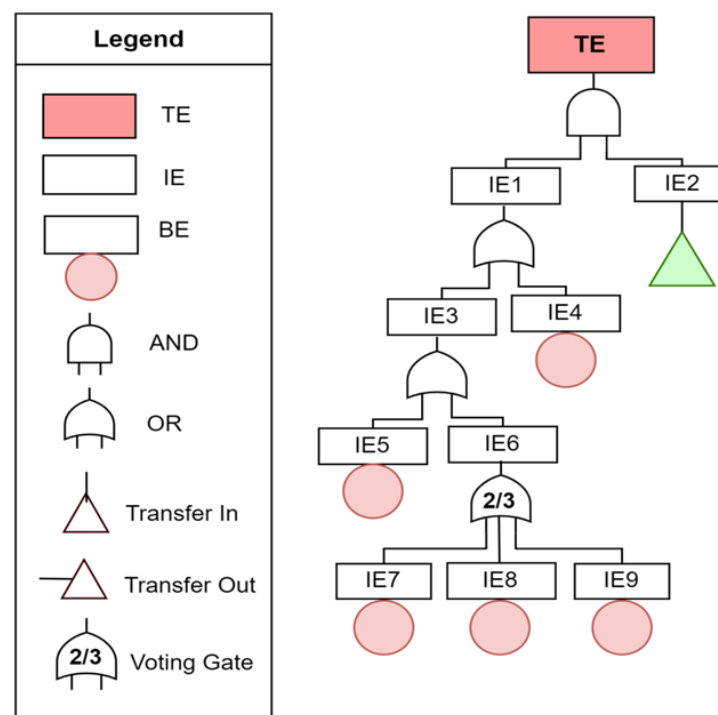 Legend
TE
IE
BE
AND
OR
Transfer In
Transfer Out
2/3
Voting Gate
TE
IE1
IE2
IE3
IE4
IE5
IE6
2/3
IE7
IE8
IE9